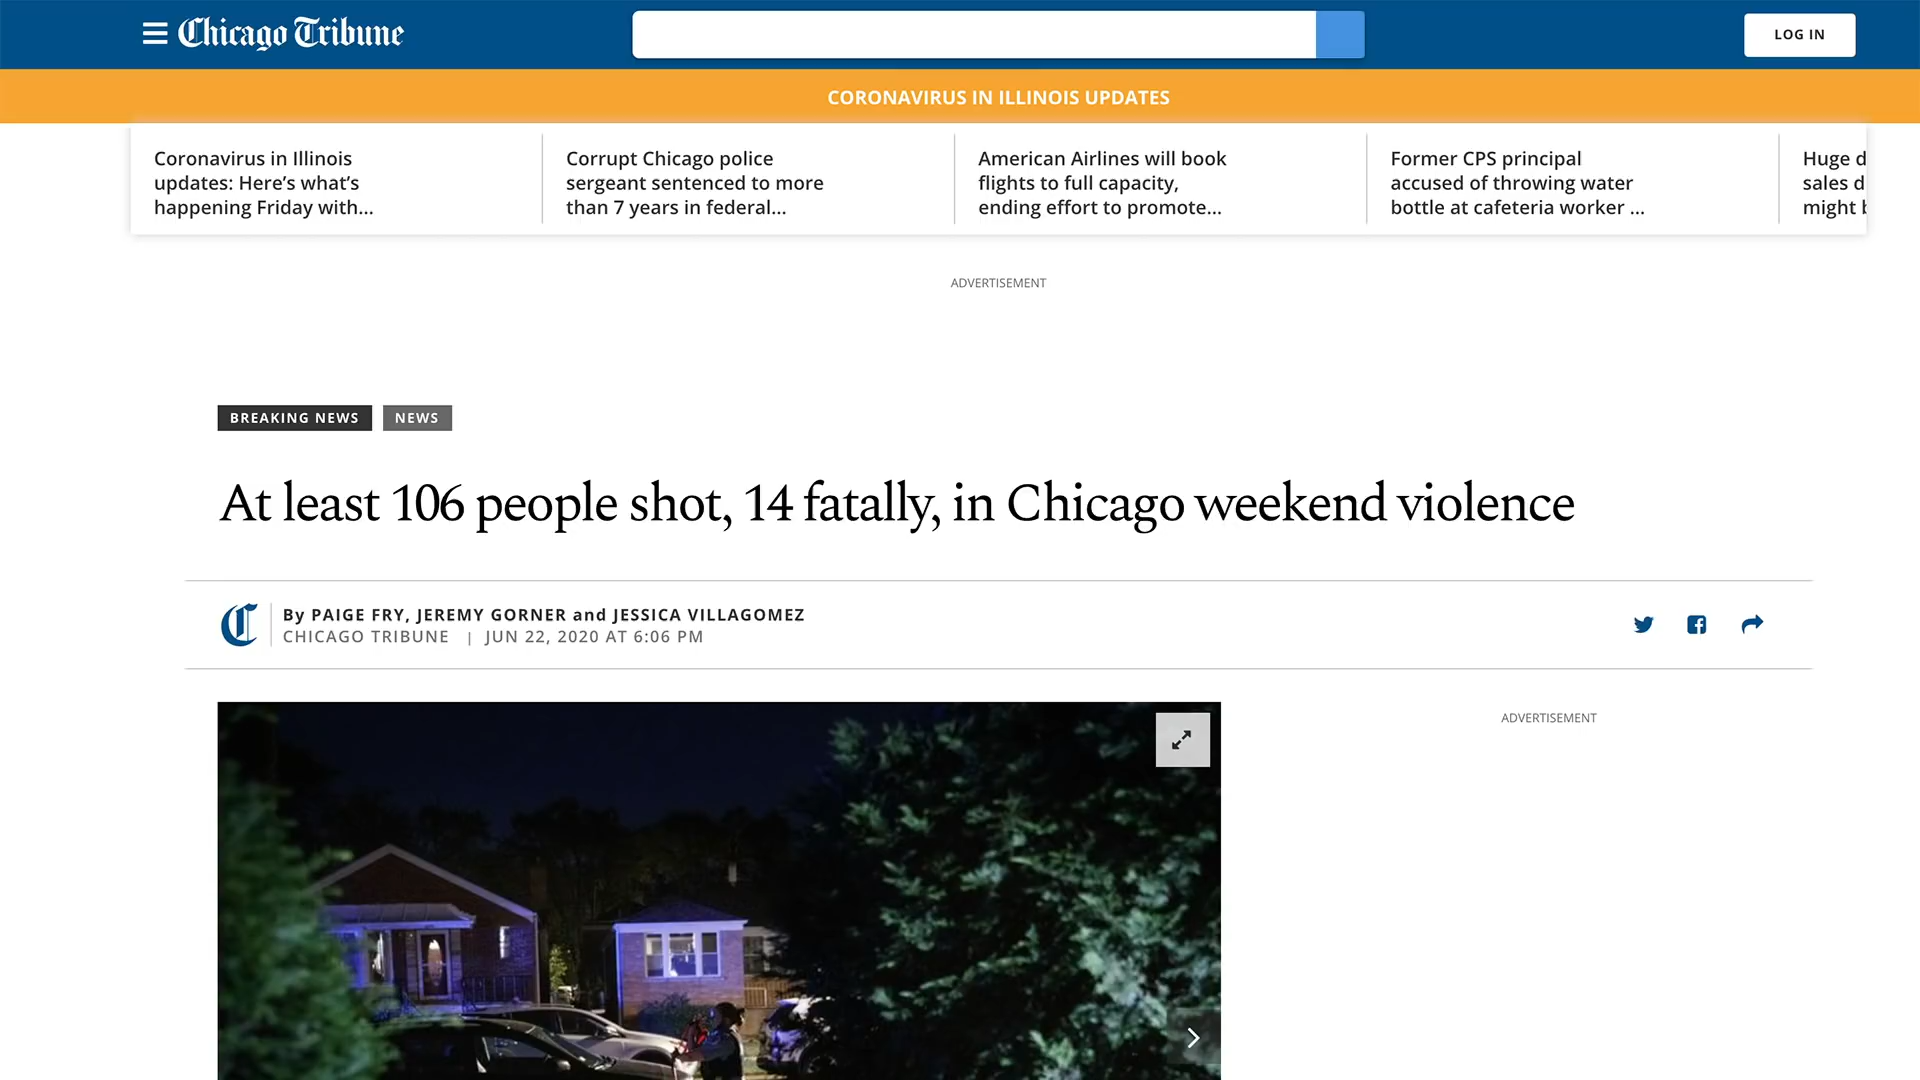 Chicago Tribune
LOG IN
CORONAVIRUS IN ILLINOIS UPDATES
Coronavirus in Illinois
updates: Here’s what’s
happening Friday with...
Corrupt Chicago police
sergeant sentenced to more
than 7 years in federal...
American Airlines will book
flights to full capacity,
ending effort to promote...
Former CPS principal
accused of throwing water
bottle at cafeteria worker ...
Huge d
sales d
might b
ADVERTISEMENT
BREAKING NEWS
NEWS
At least 106 people shot, 14 fatally, in Chicago weekend violence
By PAIGE FRY, JEREMY GORNER and JESSICA VILLAGOMEZ
CHICAGO TRIBUNE | JUN 22, 2020 AT 6:06 PM
ADVERTISEMENT